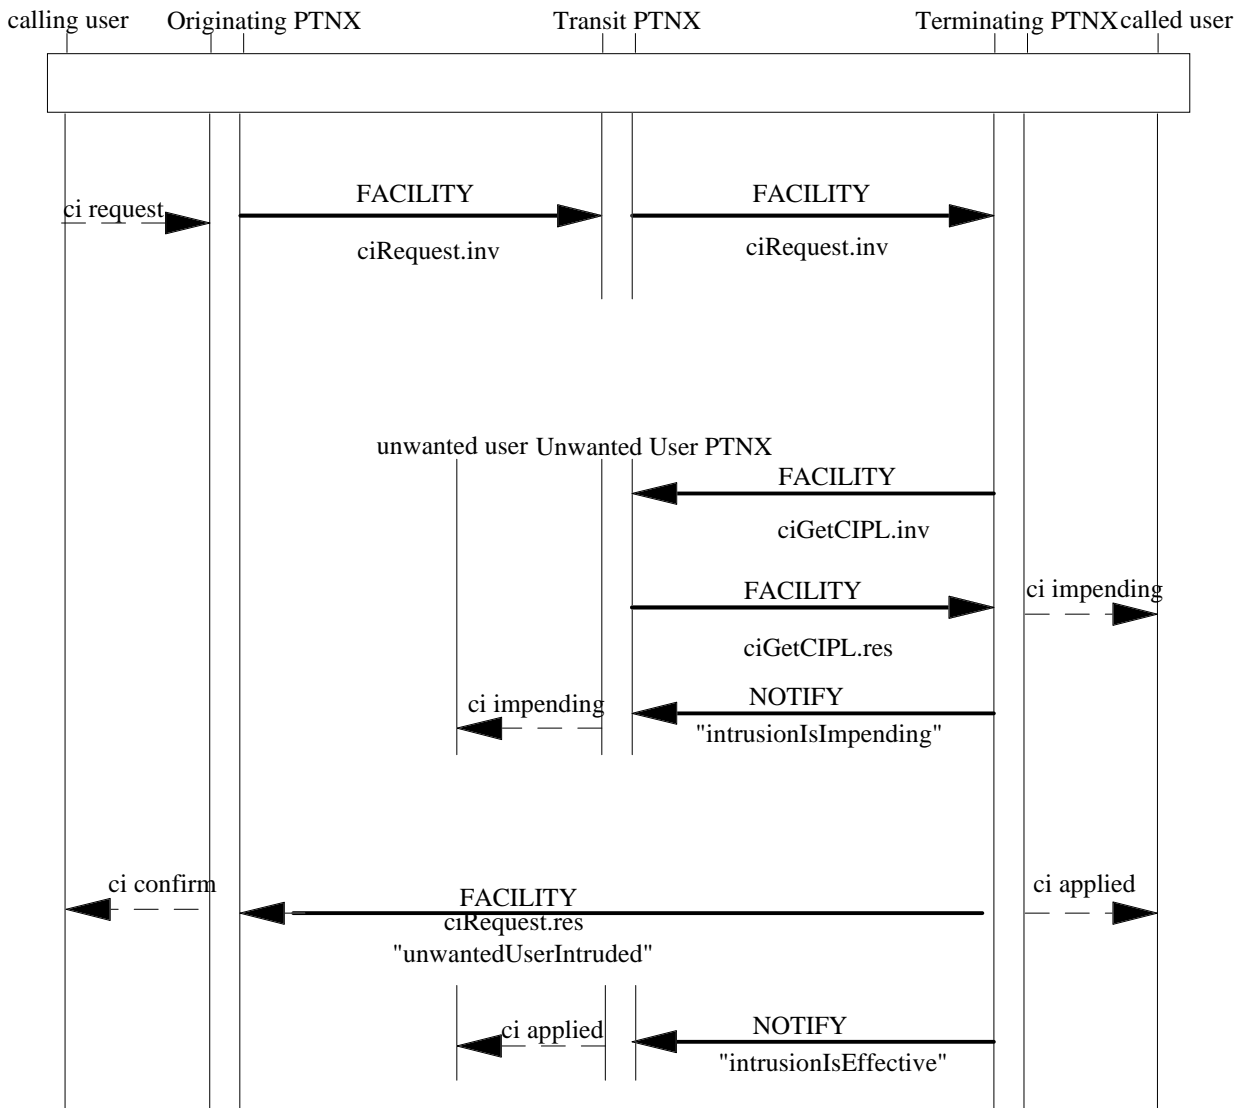 calling user Originating PTNX Transit PTNX Terminating PTNX called user
FACILITY FACILITY
ci request
ciRequest.inv ciRequest.inv
unwanted user Unwanted User PTNX
FACILITY
ciGetCIPL.inv
FACILITY ci impending
ciGetCIPL.res
ci impending NOTIFY
"intrusionIsImpending"
ci confirm FACILITY ci applied
ciRequest.res
"unwantedUserIntruded"
ci applied NOTIFY
"intrusionIsEffective"